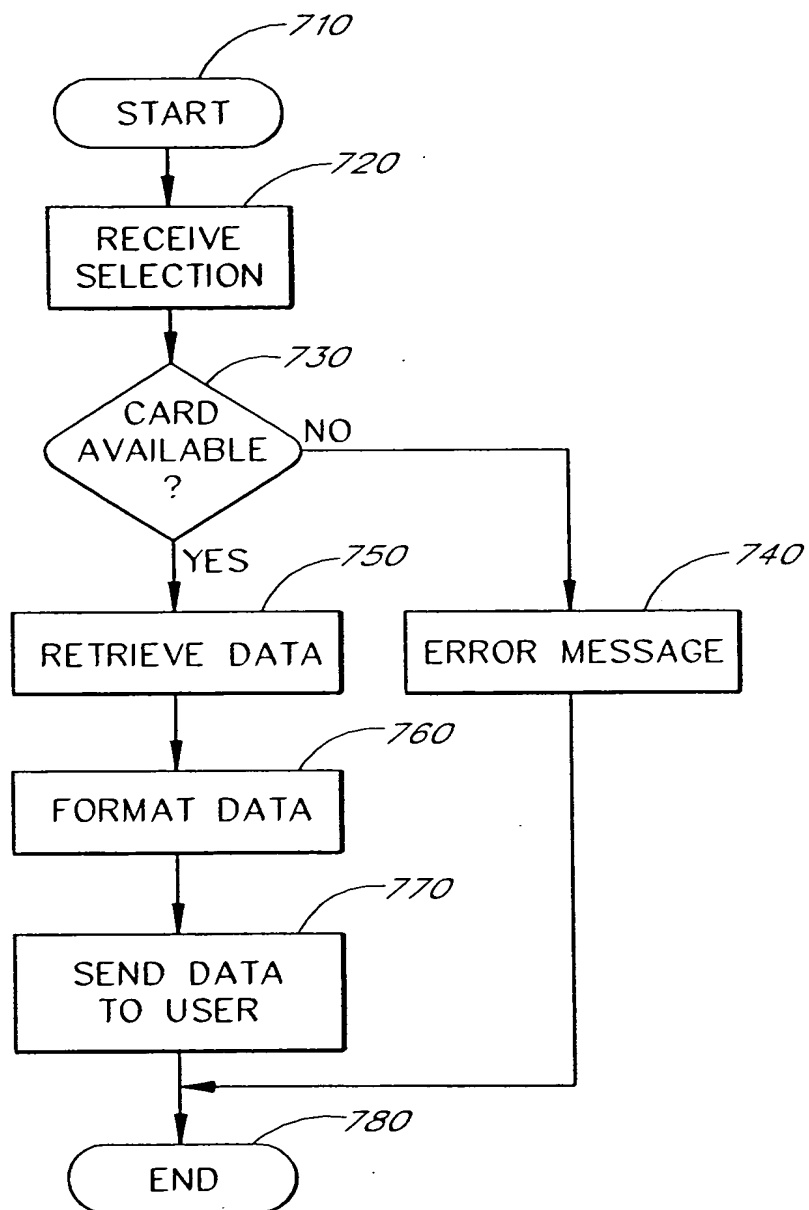 710
START
720
RECEIVE
SELECTION
730
CARD
AVAILABLE
?
NO
YES
750
RETRIEVE DATA
740
ERROR MESSAGE
760
FORMAT DATA
770
SEND DATA
TO USER
780
END